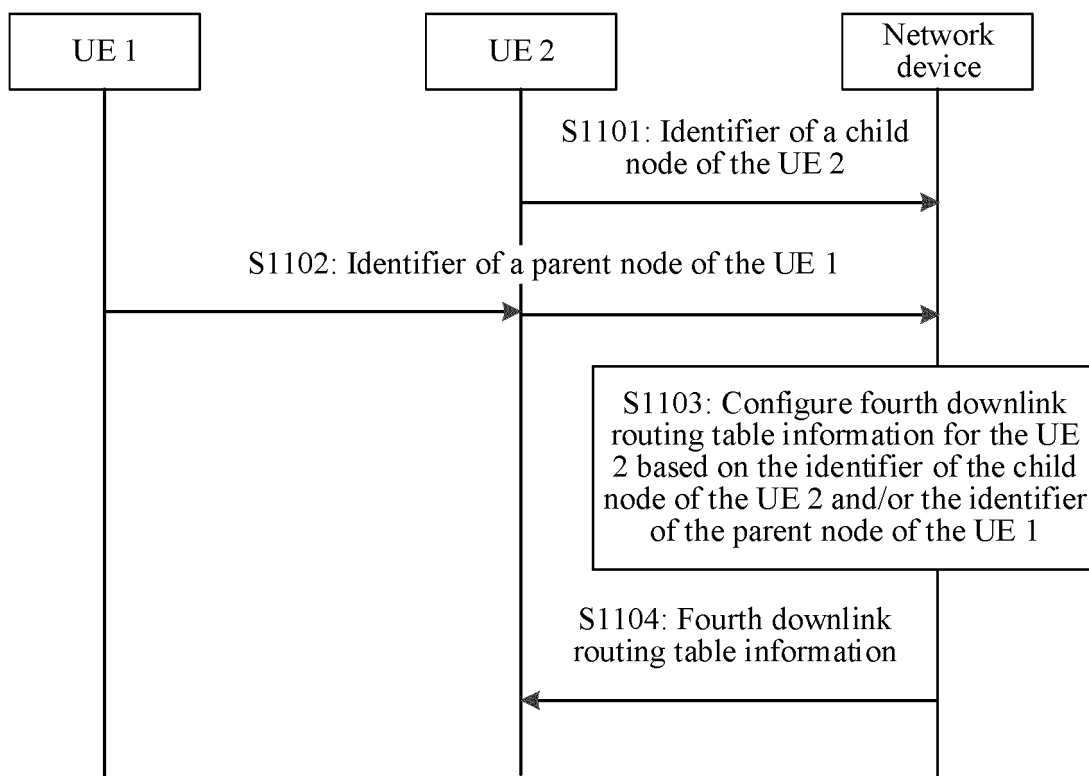 UE 1
UE 2
Network
device
S1101: Identifier of a child
node of the UE 2
S1102: Identifier of a parent node of the UE 1
S1103: Configure fourth downlink
routing table information for the UE
2 based on the identifier of the child
node of the UE 2 and/or the identifier
of the parent node of the UE 1
S1104: Fourth downlink
routing table information